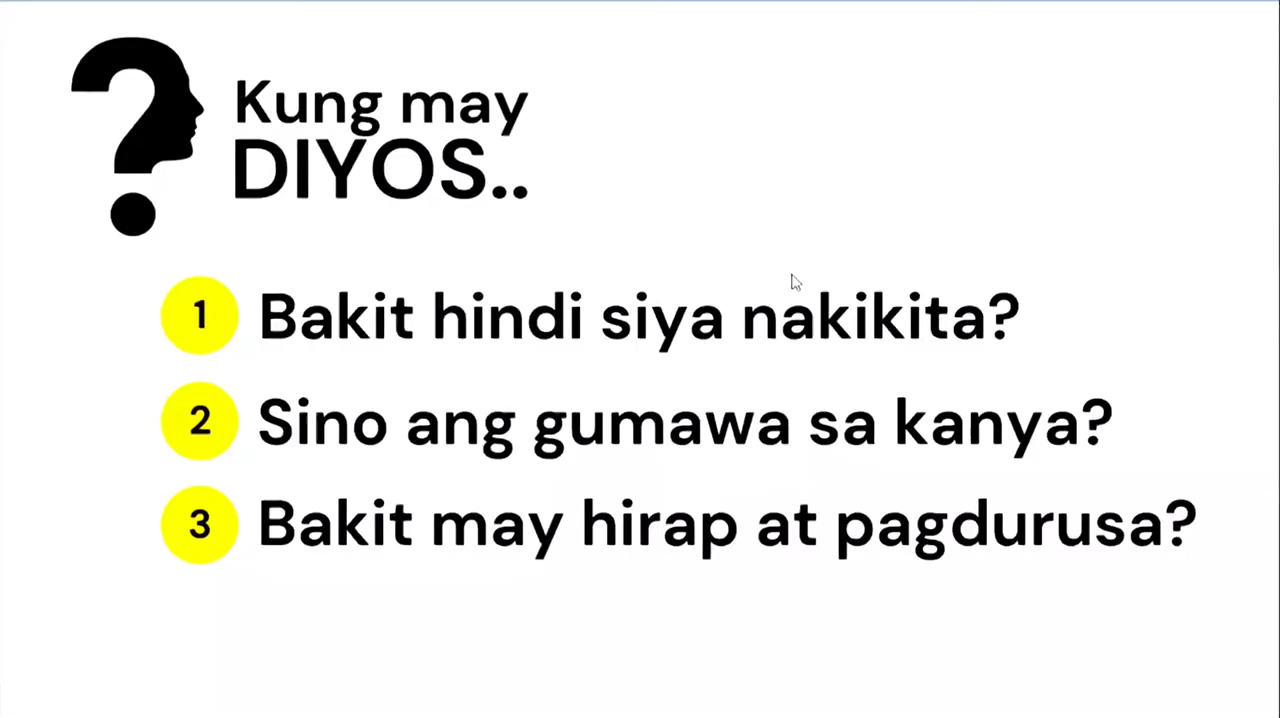 Kung may
DIYOS..
1 Bakit hindi siya nakikita?
2 Sino ang gumawa sa kanya?
3 Bakit may hirap at pagdurusa?